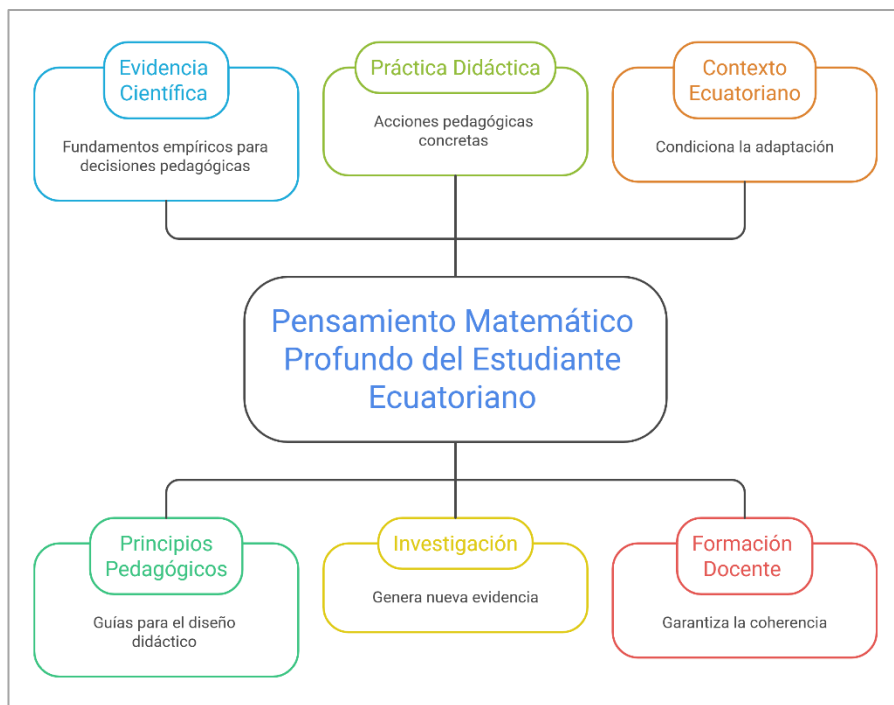 Evidencia
Científica
Fundamentos empíricos para
decisiones pedagógicas
Práctica Didáctica
Acciones pedagógicas
concretas
Contexto
Ecuatoriano
Condiciona la adaptación
Pensamiento Matemático
Profundo del Estudiante
Ecuatoriano
Principios
Pedagógicos
Guías para el diseño
didáctico
Investigación
Genera nueva evidencia
Formación
Docente
Garantiza la coherencia